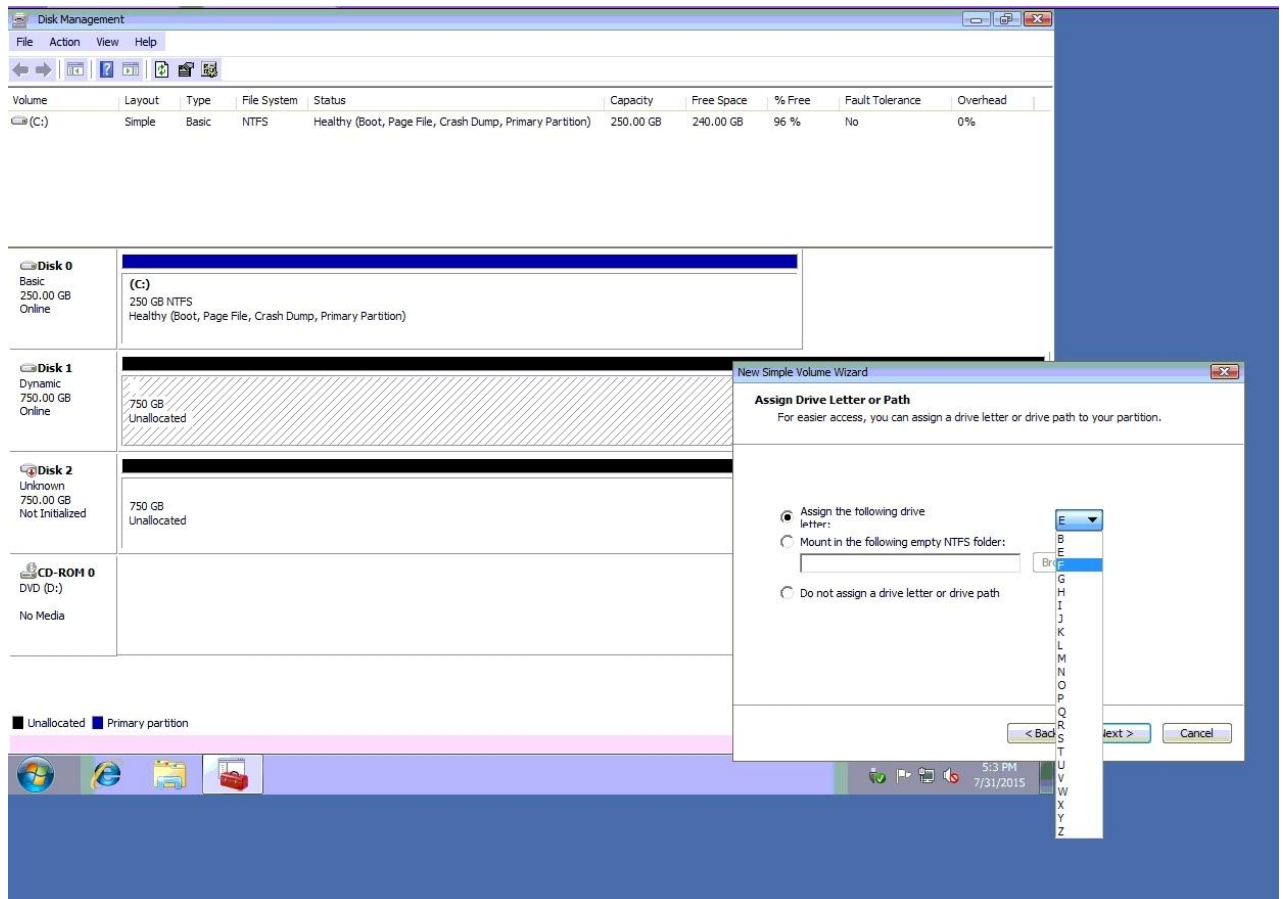 Disk Management
File Action View Help
Volume Layout Type File System Status Capacity Free Space % Free Fault Tolerance Overhead
(C:) Simple Basic NTFS Healthy (Boot, Page File, Crash Dump, Primary Partition) 250.00 GB 240.00 GB 96 % No 0%
Disk 0
Basic
250.00 GB
Online
(C:)
250 GB NTFS
Healthy (Boot, Page File, Crash Dump, Primary Partition)
Disk 1
Dynamic
750.00 GB
Online
750 GB
Unallocated
Disk 2
Unknown
750.00 GB
Not Initialized
750 GB
Unallocated
CD-ROM 0
DVD (D:)
No Media
Unallocated Primary partition
New Simple Volume Wizard
Assign Drive Letter or Path
For easier access, you can assign a drive letter or drive path to your partition.
Assign the following drive
letter:
E
Mount in the following empty NTFS folder:
Do not assign a drive letter or drive path
B
E
F
G
H
I
J
K
L
M
N
O
P
Q
R
S
T
U
V
W
X
Y
Z
< Back Next > Cancel
5:3 PM
7/31/2015